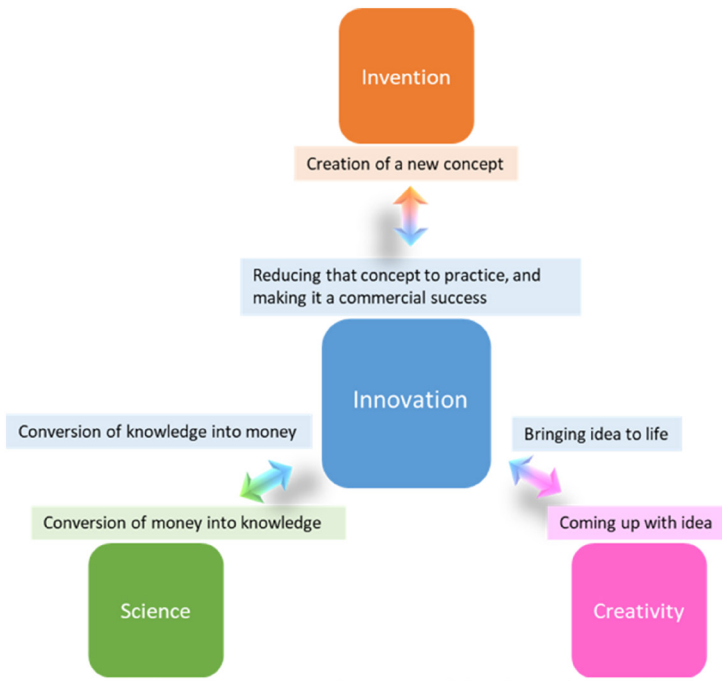 Invention
Creation of a new concept
Reducing that concept to practice, and
making it a commercial success
Innovation
Conversion of knowledge into money
Bringing idea to life
Conversion of money into knowledge
Coming up with idea
Science
Creativity